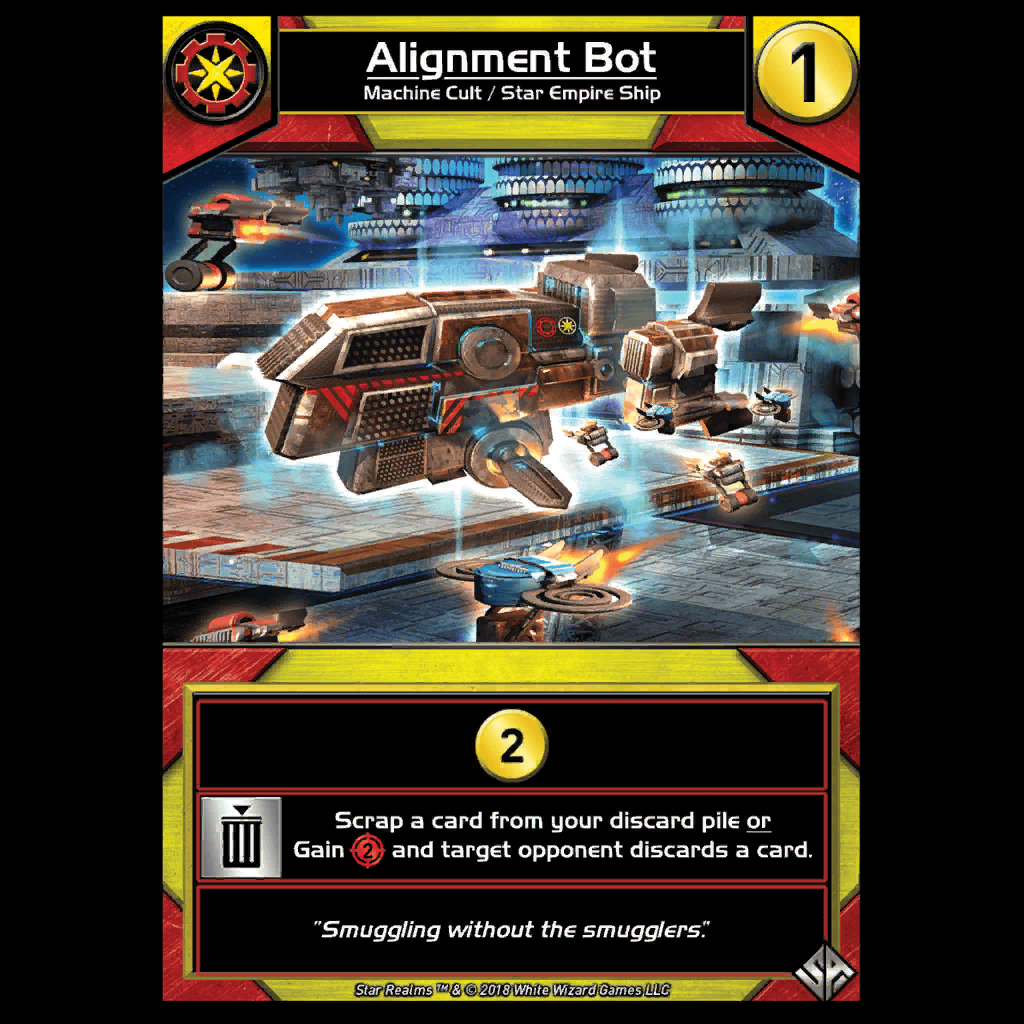 Alignment Bot
1
Machine Cult / Star Empire Ship
2
Scrap a card from your discard pile or
Gain 2 and target opponent discards a card.
"Smuggling without the smugglers."
Star Realms ™ & © 2018 White Wizard Games LLC